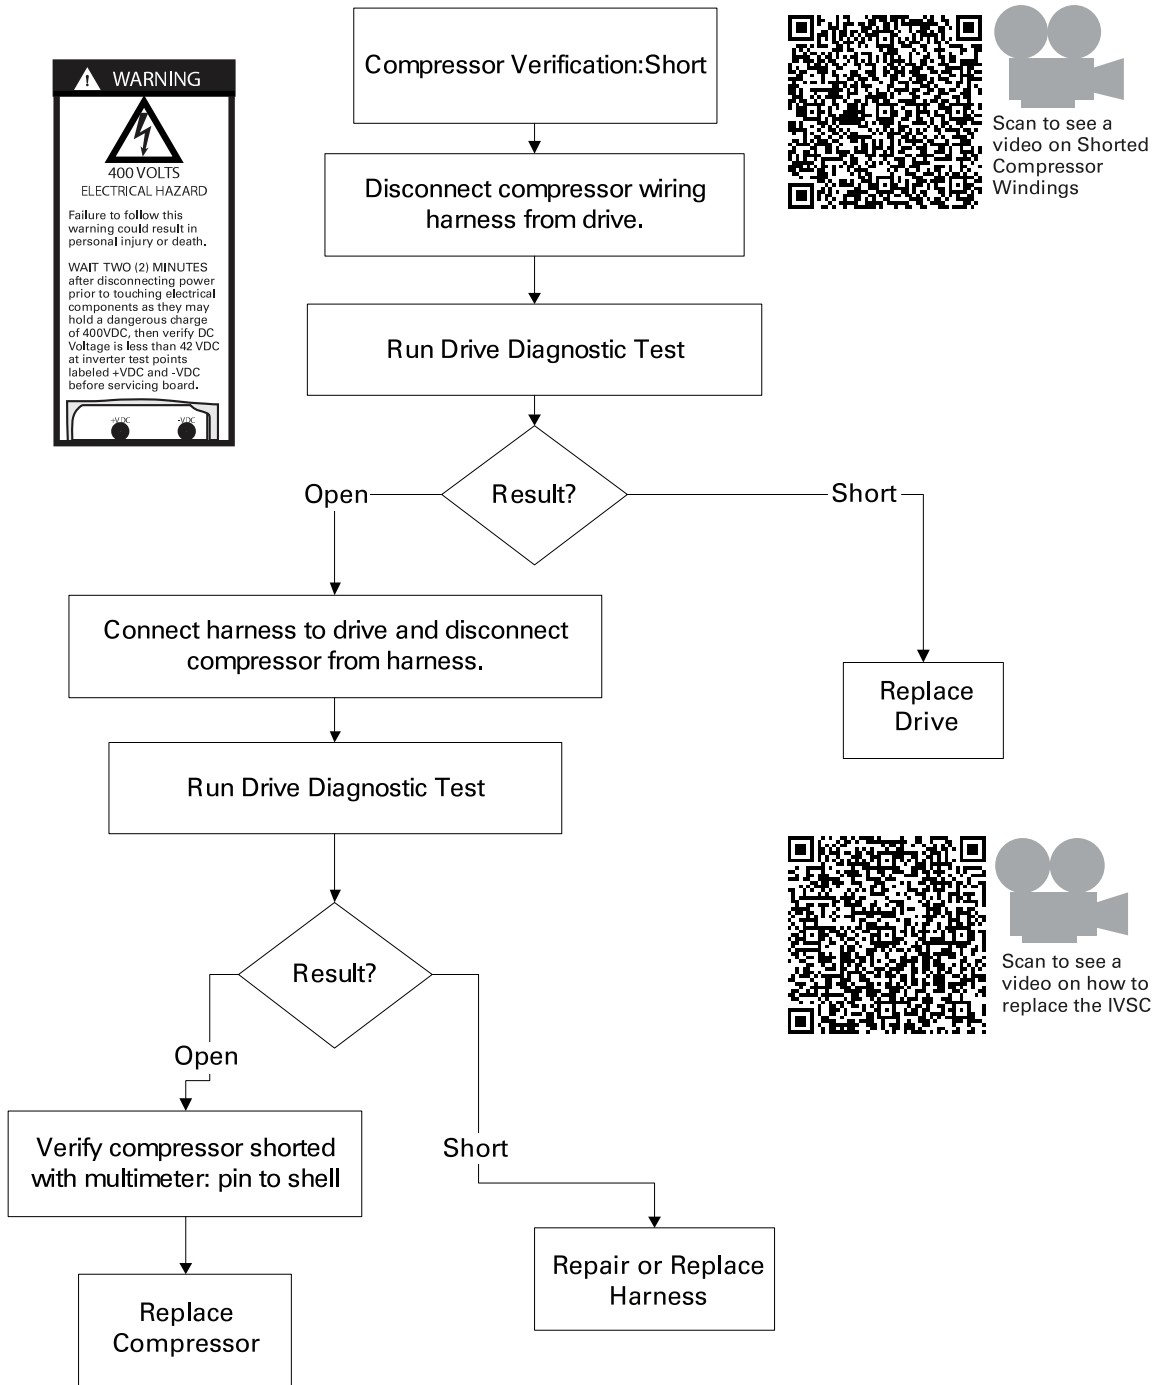 Compressor Verification:Short
WARNING
400 VOLTS
ELECTRICAL HAZARD
Failure to follow this
warning could result in
personal injury or death.
WAIT TWO (2) MINUTES
after disconnecting power
prior to touching electrical
components as they may
hold a dangerous charge
of 400VDC, then verify DC
Voltage is less than 42 VDC
at inverter test points
labeled +VDC and -VDC
before servicing board.
+VDC
-VDC
Scan to see a
video on Shorted
Compressor
Windings
Disconnect compressor wiring
harness from drive.
Run Drive Diagnostic Test
Result?
Open
Short
Connect harness to drive and disconnect
compressor from harness.
Replace
Drive
Run Drive Diagnostic Test
Scan to see a
video on how to
replace the IVSC
Result?
Open
Short
Verify compressor shorted
with multimeter: pin to shell
Repair or Replace
Harness
Replace
Compressor